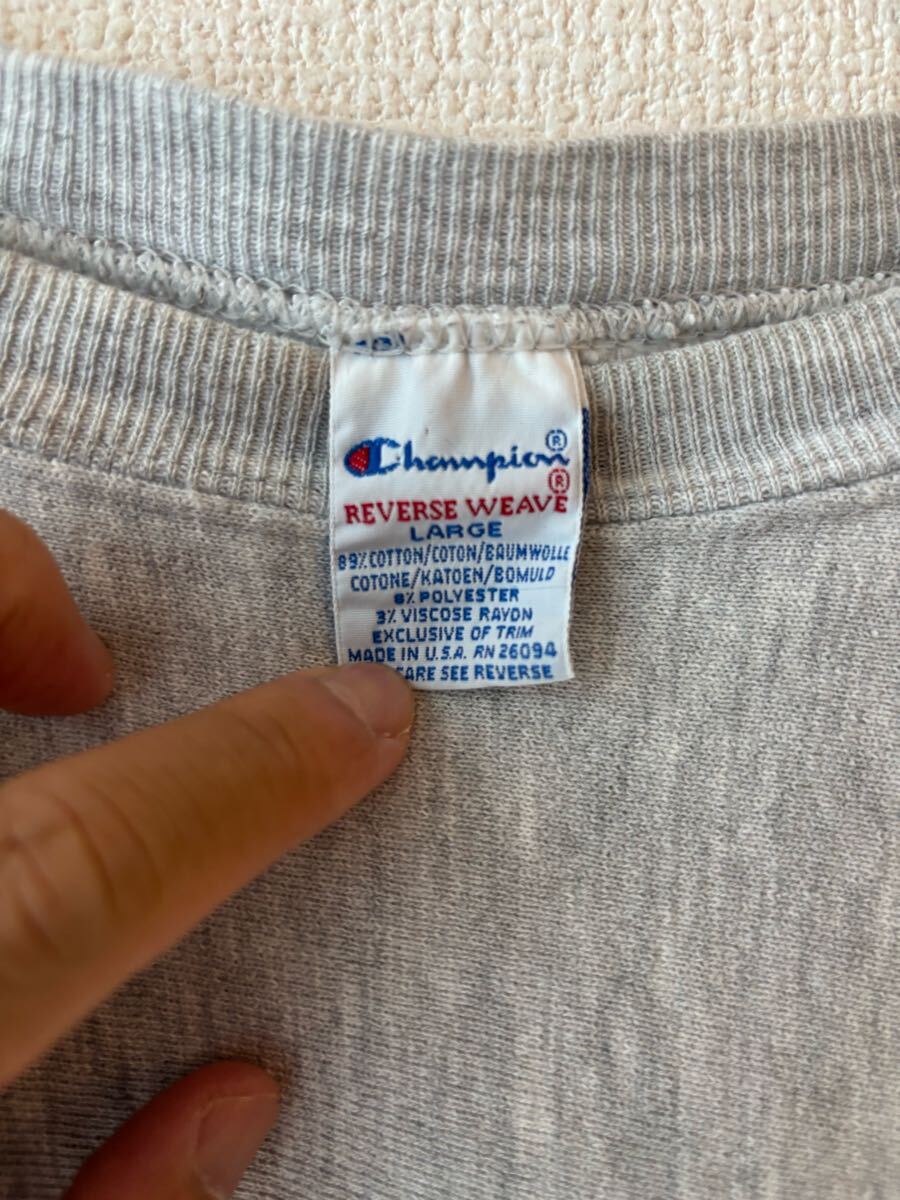 Champion®
REVERSE WEAVE®
LARGE
89% COTTON/COTON/BAUMWOLLE
COTONE/KATOEN/BOMULD
8% POLYESTER
3% VISCOSE RAYON
EXCLUSIVE OF TRIM
MADE IN U.S.A. RN 26094
CARE SEE REVERSE